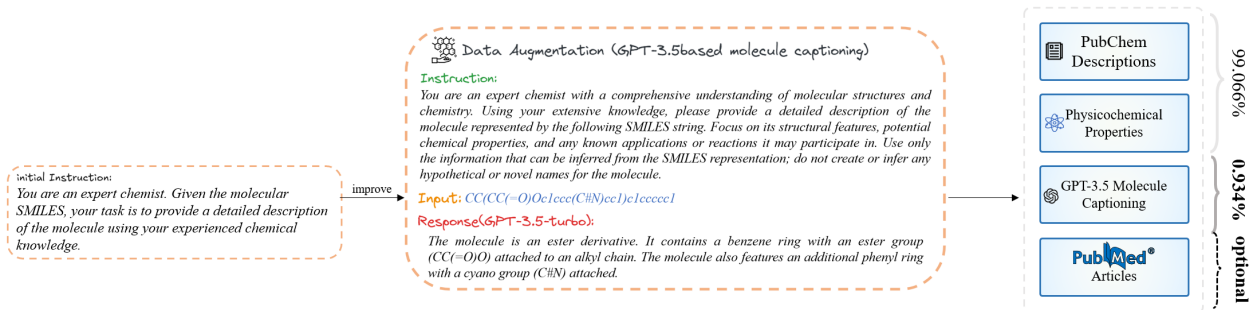 initial Instruction:
You are an expert chemist. Given the molecular
SMILES, your task is to provide a detailed description
of the molecule using your experienced chemical
knowledge.
improve
Data Augmentation (GPT-3.5based molecule captioning)
Instruction:
You are an expert chemist with a comprehensive understanding of molecular structures and
chemistry. Using your extensive knowledge, please provide a detailed description of the
molecule represented by the following SMILES string. Focus on its structural features, potential
chemical properties, and any known applications or reactions it may participate in. Use only
the information that can be inferred from the SMILES representation; do not create or infer any
hypothetical or novel names for the molecule.
Input: CC(CC(=O)Oc1ccc(C#N)cc1)c1ccccc1
Response(GPT-3.5-turbo):
The molecule is an ester derivative. It contains a benzene ring with an ester group
(CC(=O)O) attached to an alkyl chain. The molecule also features an additional phenyl ring
with a cyano group (C#N) attached.
PubChem
Descriptions
Physicochemical
Properties
GPT-3.5 Molecule
Captioning
PubMed®
Articles
99.066%
0.934%
optional